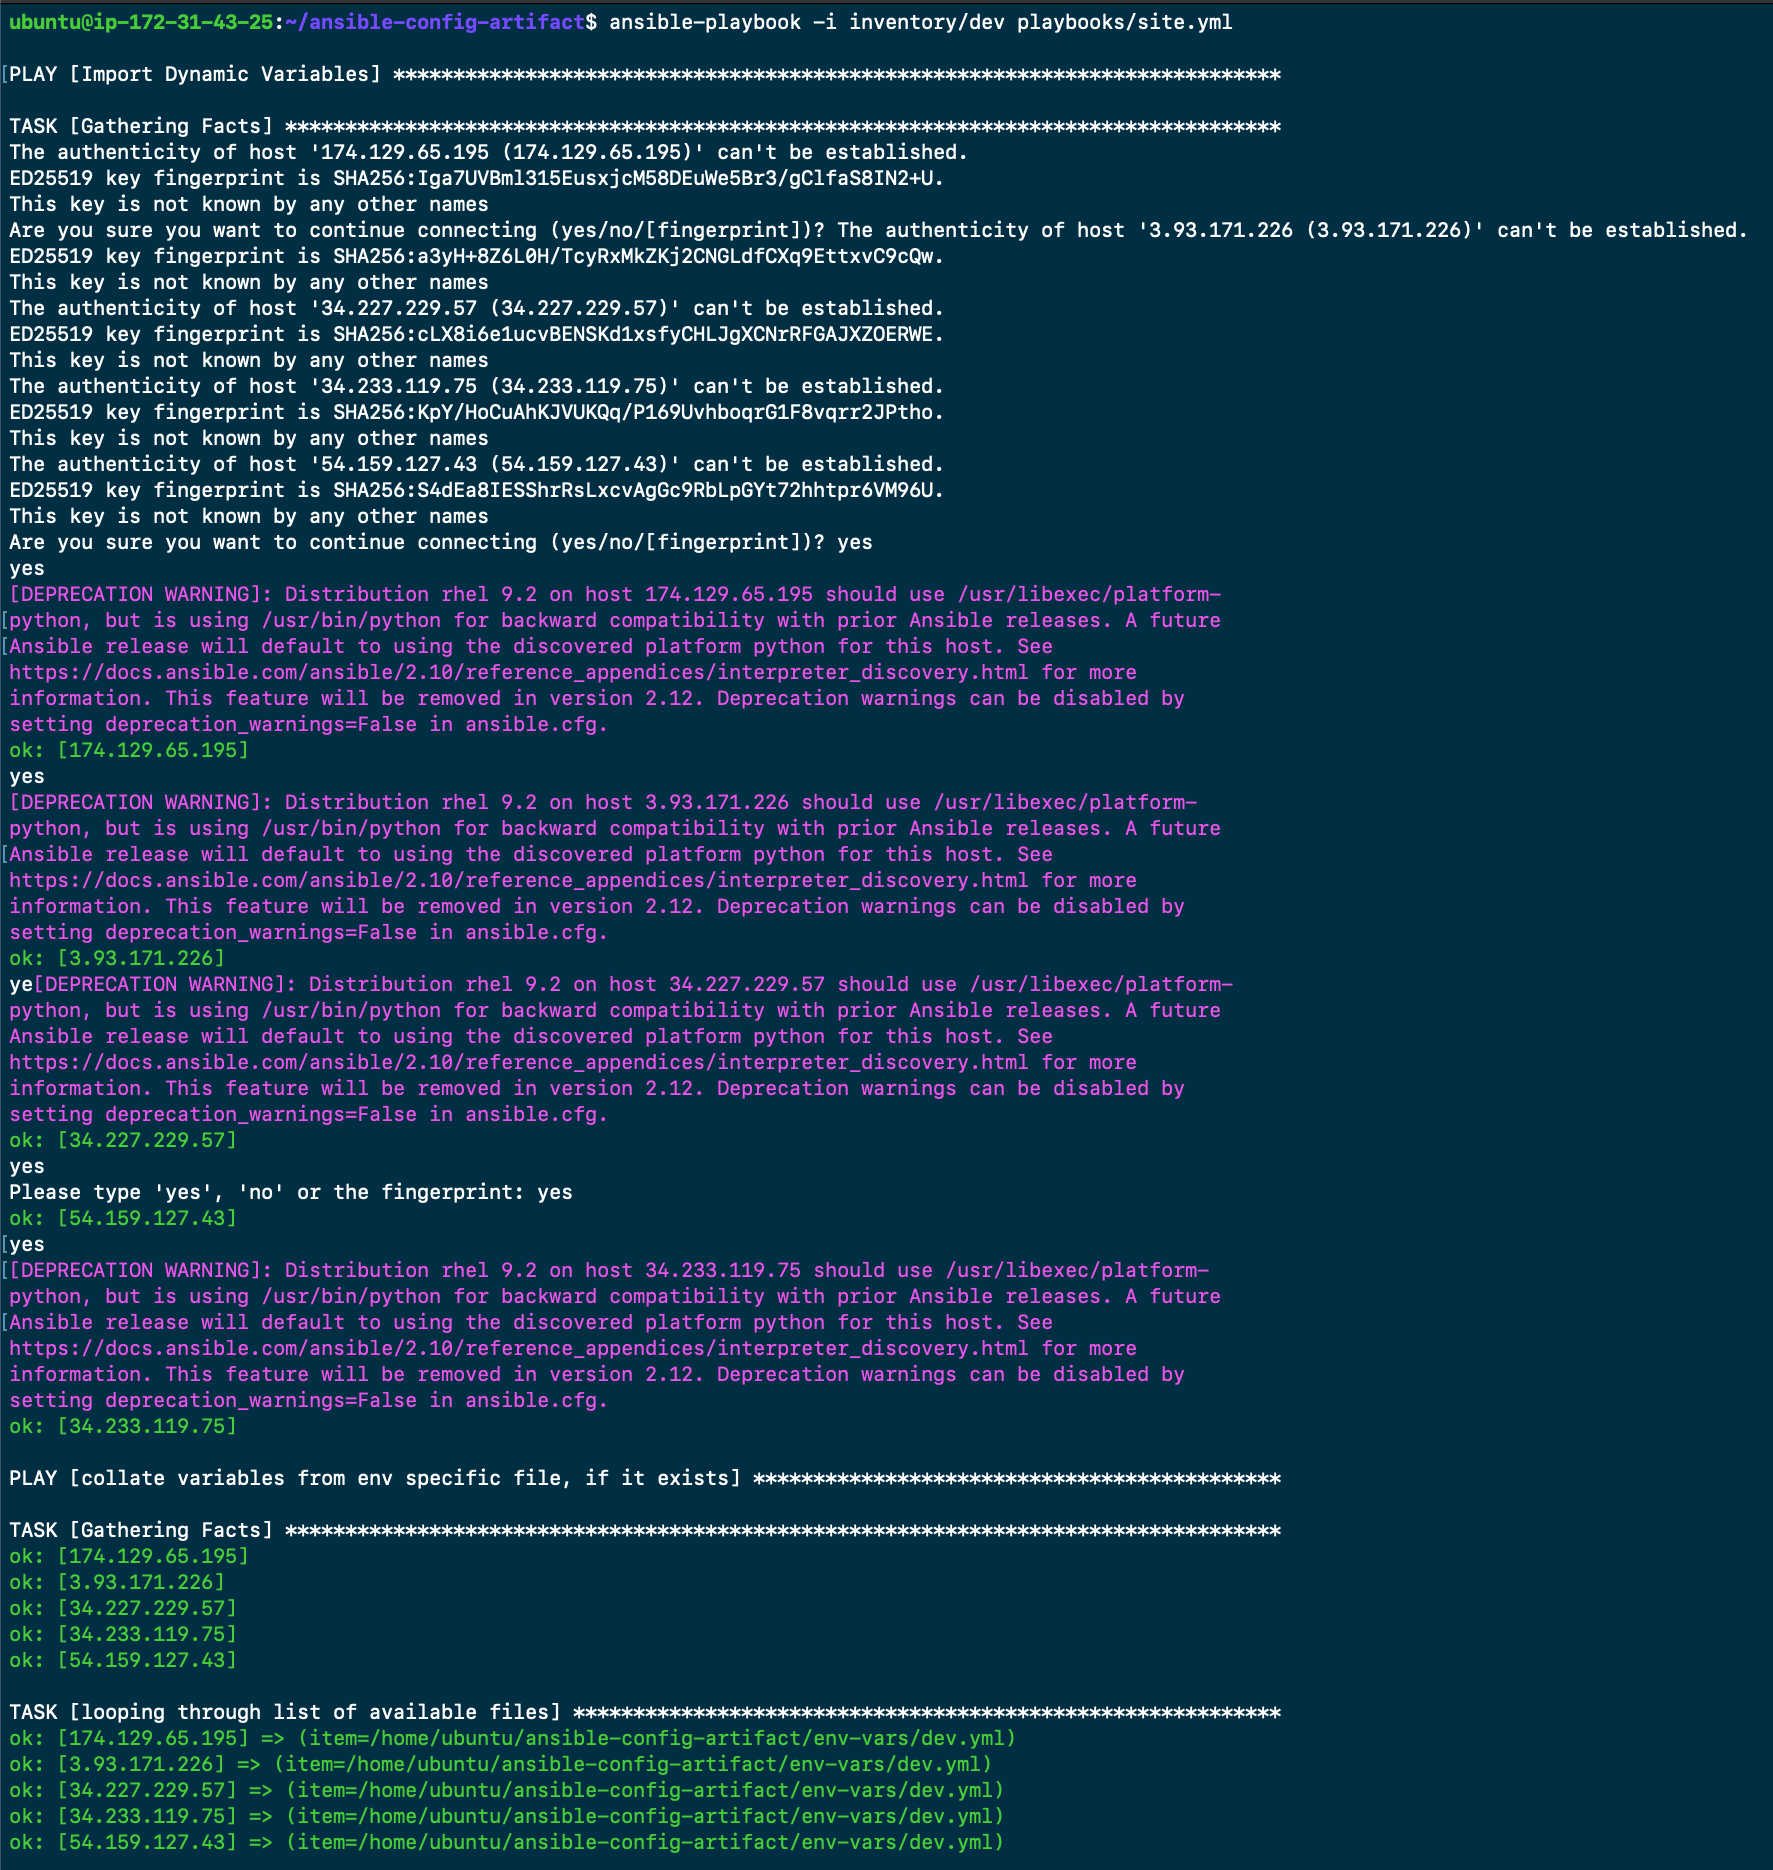 ubuntu@ip-172-31-43-25:~/ansible-config-artifact$ ansible-playbook -i inventory/dev playbooks/site.yml
[PLAY [Import Dynamic Variables] **************************************************************************
TASK [Gathering Facts] ***********************************************************************************
The authenticity of host '174.129.65.195 (174.129.65.195)' can't be established.
ED25519 key fingerprint is SHA256:Iga7UVBml315EusxjcM58DEuWe5Br3/gClfaS8IN2+U.
This key is not known by any other names
Are you sure you want to continue connecting (yes/no/[fingerprint])? The authenticity of host '3.93.171.226 (3.93.171.226)' can't be established.
ED25519 key fingerprint is SHA256:a3yH+8Z6L0H/TcyRxMkZKj2CNGLdfCXq9EttxvC9cQw.
This key is not known by any other names
The authenticity of host '34.227.229.57 (34.227.229.57)' can't be established.
ED25519 key fingerprint is SHA256:cLX8i6e1ucvBENSKd1xsfyCHLJgXCNrRFGAJXZOERWE.
This key is not known by any other names
The authenticity of host '34.233.119.75 (34.233.119.75)' can't be established.
ED25519 key fingerprint is SHA256:KpY/HoCuAhKJVUKQq/P169UvhboqrG1F8vqrr2JPtho.
This key is not known by any other names
The authenticity of host '54.159.127.43 (54.159.127.43)' can't be established.
ED25519 key fingerprint is SHA256:S4dEa8IESShrRsLxcvAgGc9RbLpGYt72hhtpr6VM96U.
This key is not known by any other names
Are you sure you want to continue connecting (yes/no/[fingerprint])? yes
yes
[DEPRECATION WARNING]: Distribution rhel 9.2 on host 174.129.65.195 should use /usr/libexec/platform-
[python, but is using /usr/bin/python for backward compatibility with prior Ansible releases. A future
[Ansible release will default to using the discovered platform python for this host. See
https://docs.ansible.com/ansible/2.10/reference_appendices/interpreter_discovery.html for more
information. This feature will be removed in version 2.12. Deprecation warnings can be disabled by
setting deprecation_warnings=False in ansible.cfg.
ok: [174.129.65.195]
yes
[DEPRECATION WARNING]: Distribution rhel 9.2 on host 3.93.171.226 should use /usr/libexec/platform-
python, but is using /usr/bin/python for backward compatibility with prior Ansible releases. A future
[Ansible release will default to using the discovered platform python for this host. See
https://docs.ansible.com/ansible/2.10/reference_appendices/interpreter_discovery.html for more
information. This feature will be removed in version 2.12. Deprecation warnings can be disabled by
setting deprecation_warnings=False in ansible.cfg.
ok: [3.93.171.226]
ye[DEPRECATION WARNING]: Distribution rhel 9.2 on host 34.227.229.57 should use /usr/libexec/platform-
python, but is using /usr/bin/python for backward compatibility with prior Ansible releases. A future
Ansible release will default to using the discovered platform python for this host. See
https://docs.ansible.com/ansible/2.10/reference_appendices/interpreter_discovery.html for more
information. This feature will be removed in version 2.12. Deprecation warnings can be disabled by
setting deprecation_warnings=False in ansible.cfg.
ok: [34.227.229.57]
yes
Please type 'yes', 'no' or the fingerprint: yes
ok: [54.159.127.43]
[yes
[[DEPRECATION WARNING]: Distribution rhel 9.2 on host 34.233.119.75 should use /usr/libexec/platform-
python, but is using /usr/bin/python for backward compatibility with prior Ansible releases. A future
[Ansible release will default to using the discovered platform python for this host. See
https://docs.ansible.com/ansible/2.10/reference_appendices/interpreter_discovery.html for more
information. This feature will be removed in version 2.12. Deprecation warnings can be disabled by
setting deprecation_warnings=False in ansible.cfg.
ok: [34.233.119.75]
PLAY [collate variables from env specific file, if it exists] ********************************************
TASK [Gathering Facts] ***********************************************************************************
ok: [174.129.65.195]
ok: [3.93.171.226]
ok: [34.227.229.57]
ok: [34.233.119.75]
ok: [54.159.127.43]
TASK [looping through list of available files] ***********************************************************
ok: [174.129.65.195] => (item=/home/ubuntu/ansible-config-artifact/env-vars/dev.yml)
ok: [3.93.171.226] => (item=/home/ubuntu/ansible-config-artifact/env-vars/dev.yml)
ok: [34.227.229.57] => (item=/home/ubuntu/ansible-config-artifact/env-vars/dev.yml)
ok: [34.233.119.75] => (item=/home/ubuntu/ansible-config-artifact/env-vars/dev.yml)
ok: [54.159.127.43] => (item=/home/ubuntu/ansible-config-artifact/env-vars/dev.yml)